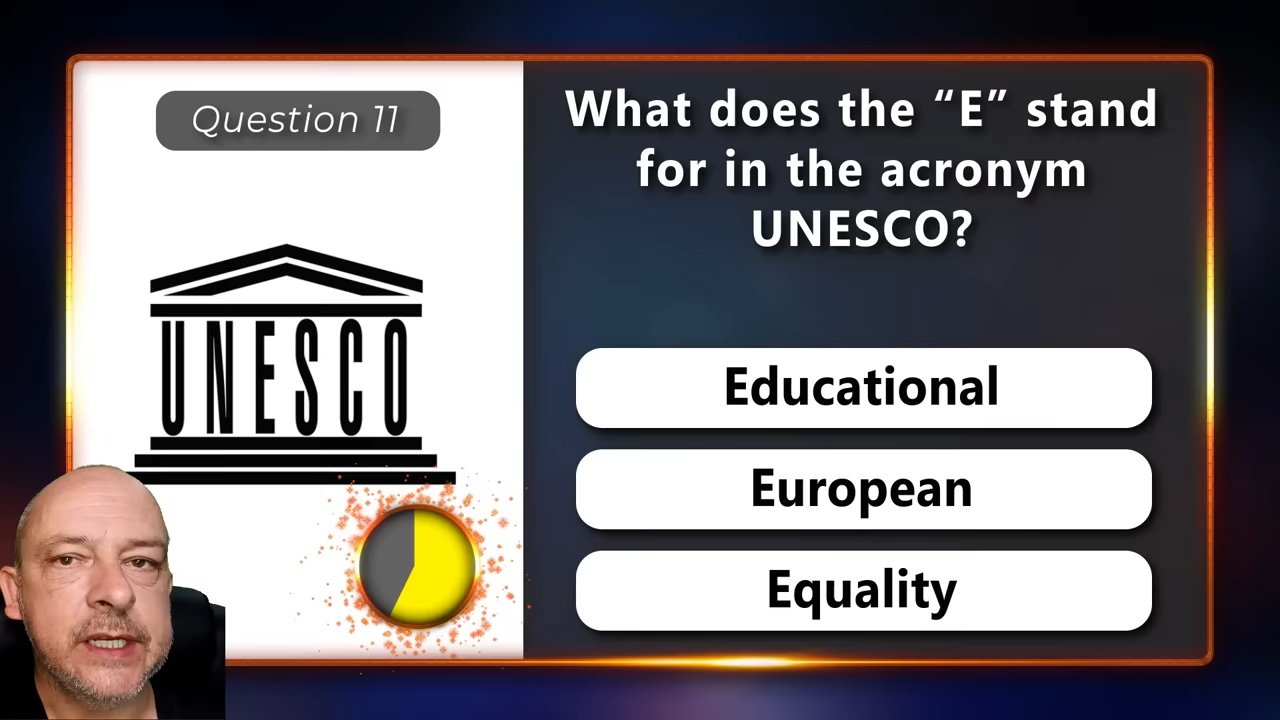 Question 11
What does the “E” stand
for in the acronym
UNESCO?
UNESCO
Educational
European
Equality